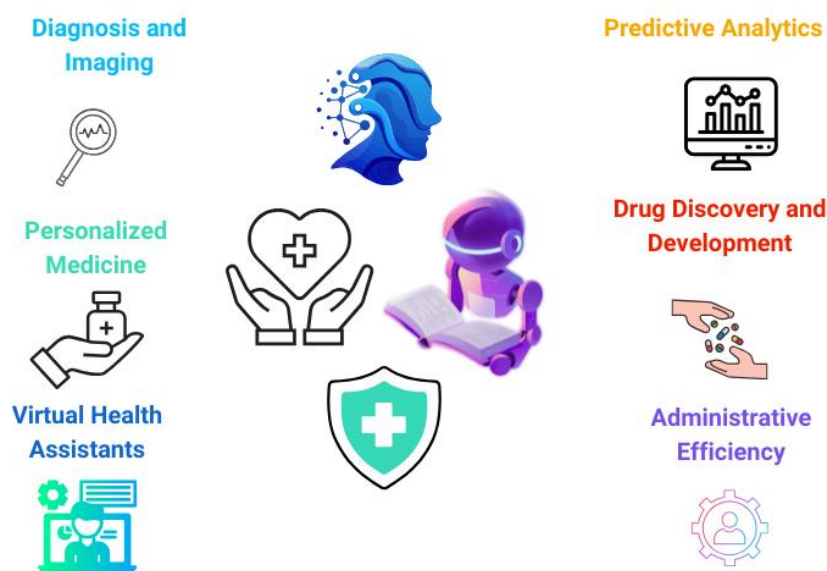 Diagnosis and
Imaging
Predictive Analytics
Personalized
Medicine
Drug Discovery and
Development
Virtual Health
Assistants
Administrative
Efficiency